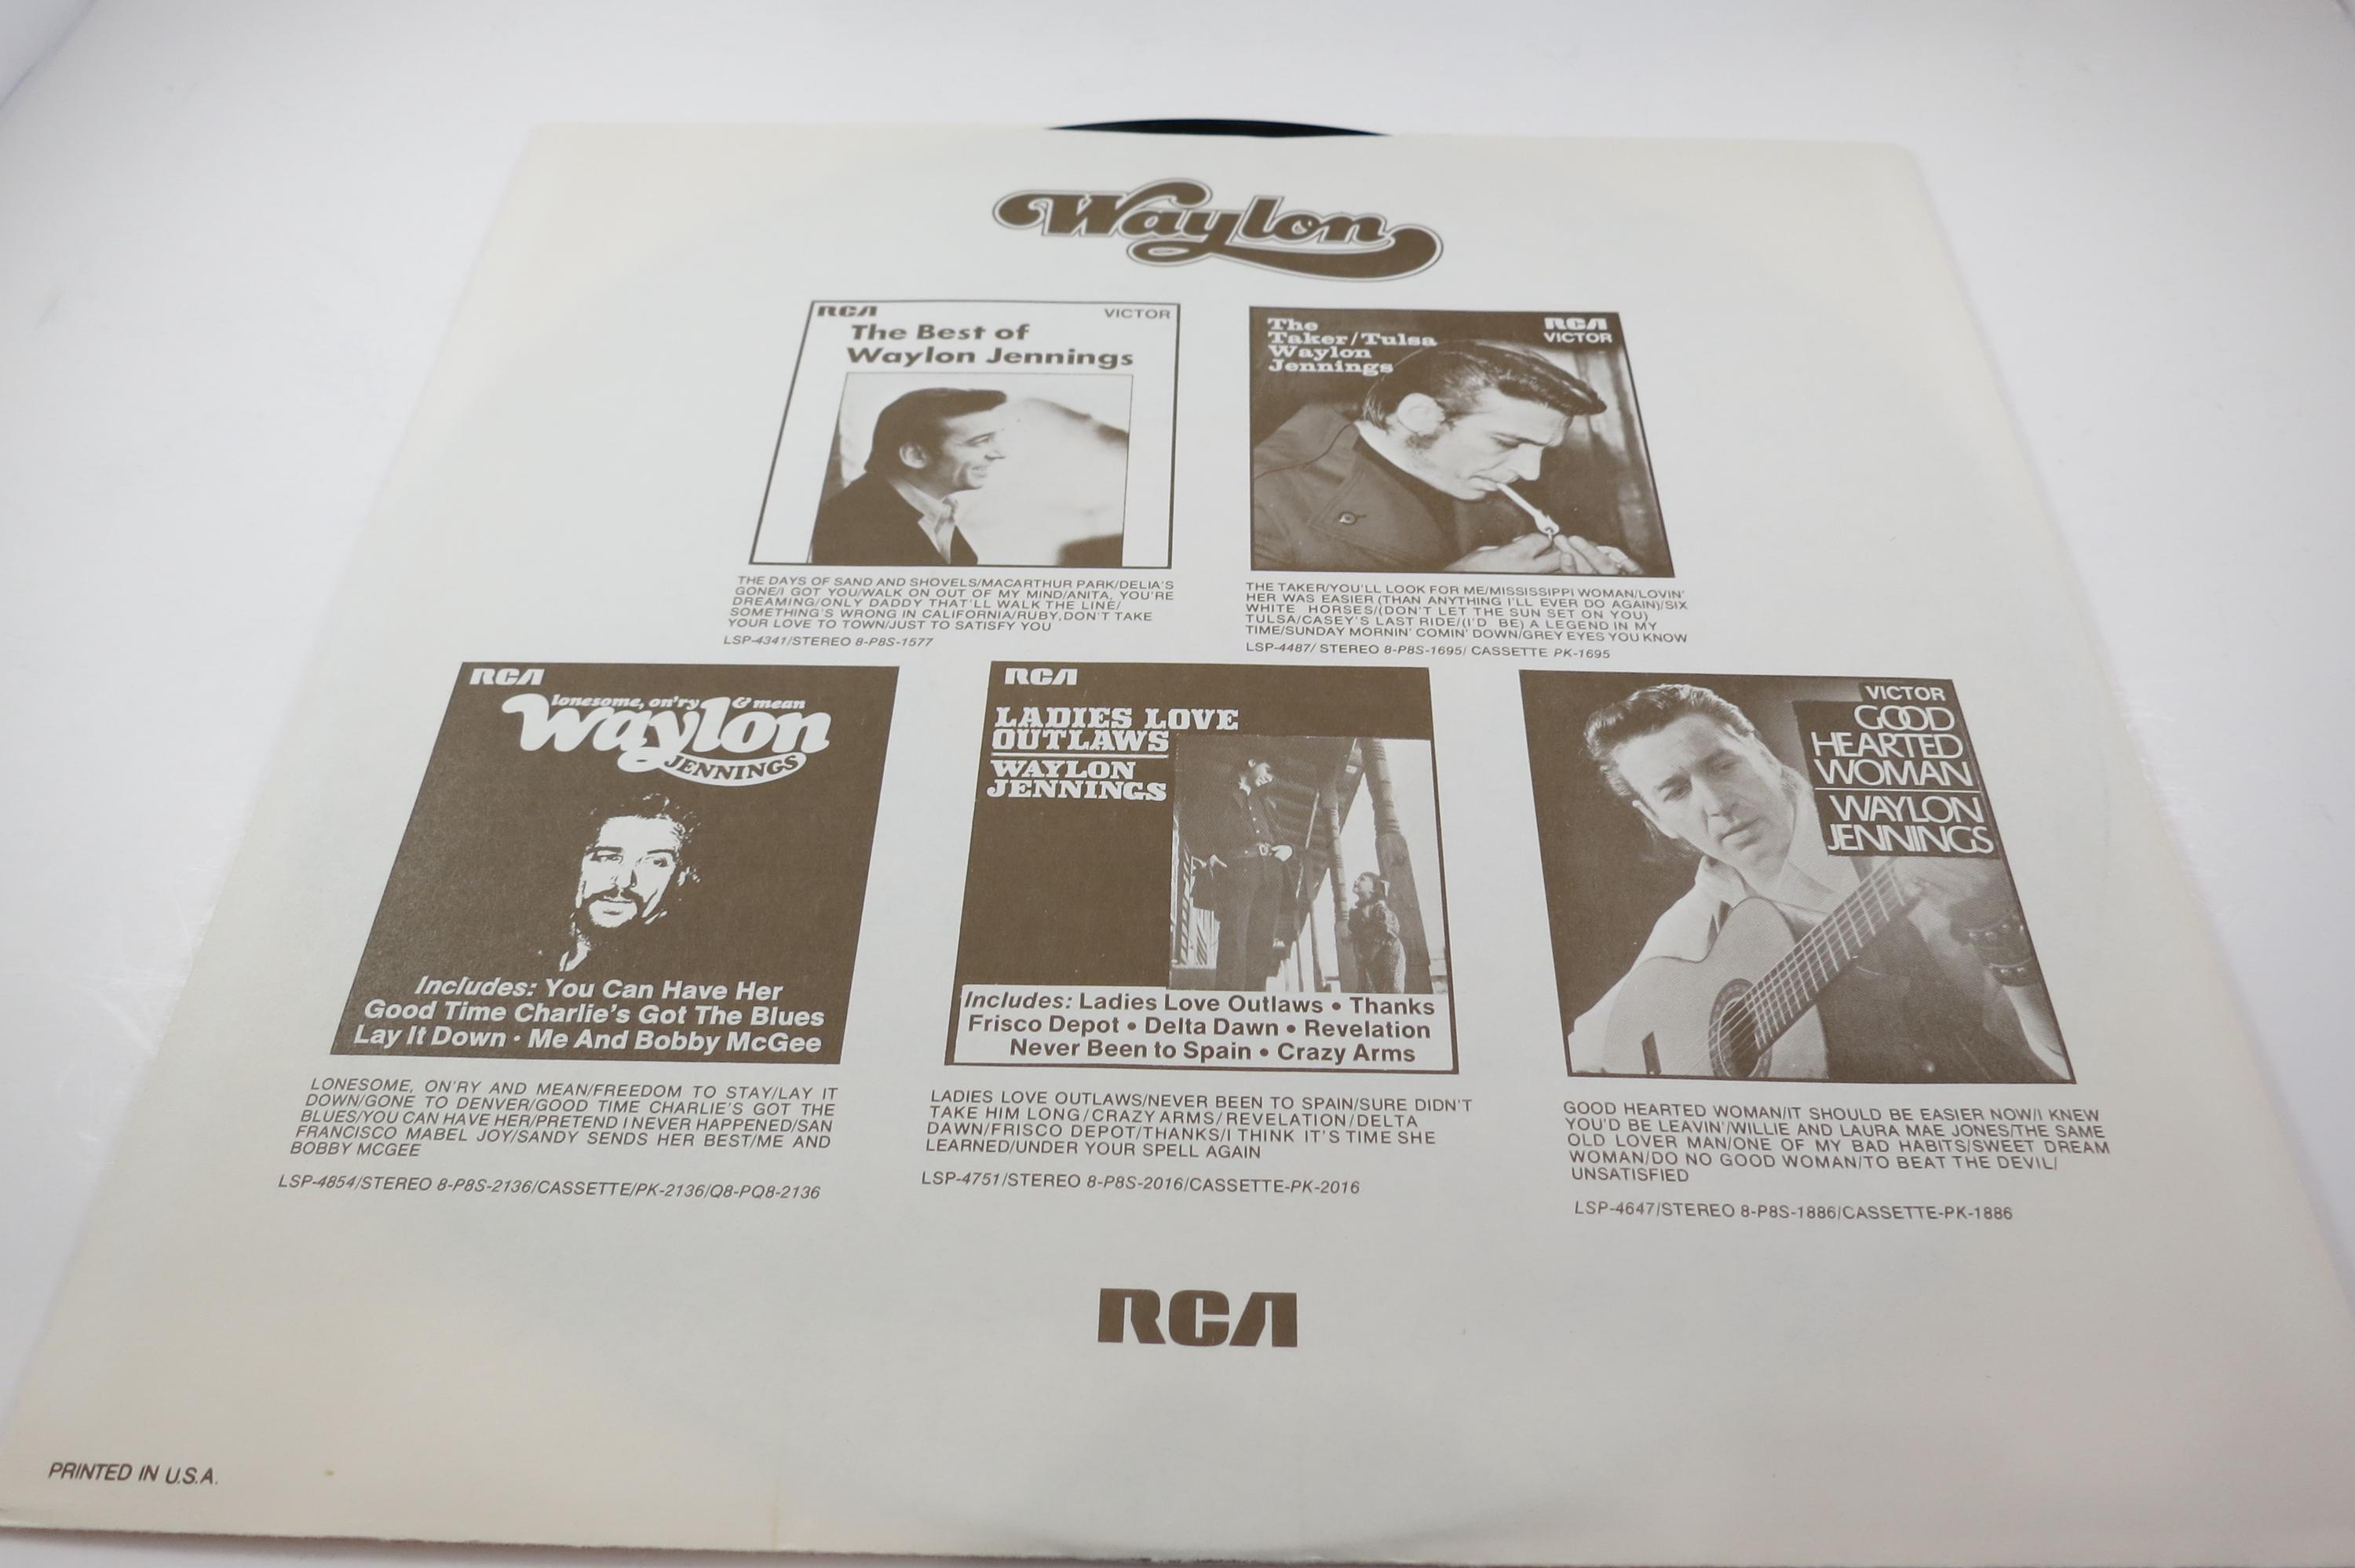 Waylon
RCA VICTOR
The Best of
Waylon Jennings
THE DAYS OF SAND AND SHOVELS/MACARTHUR PARK/DELIA'S
GONE/I GOT YOU/WALK ON OUT OF MY MIND/ANITA, YOU'RE
DREAMING/ONLY DADDY THAT'LL WALK THE LINE/
SOMETHING'S WRONG IN CALIFORNIA/RUBY,DON'T TAKE
YOUR LOVE TO TOWN/JUST TO SATISFY YOU
LSP-4341/STEREO 8-P8S-1577
The
Taker/Tulsa
Waylon
Jennings
RCA
VICTOR
THE TAKER/YOU'LL LOOK FOR ME/MISSISSIPPI WOMAN/LOVIN'
HER WAS EASIER (THAN ANYTHING I'LL EVER DO AGAIN)/SIX
WHITE HORSES/(DON'T LET THE SUN SET ON YOU)
TULSA/CASEY'S LAST RIDE/(I'D BE) A LEGEND IN MY
TIME/SUNDAY MORNIN' COMIN' DOWN/GREY EYES YOU KNOW
LSP-4487/ STEREO 8-P8S-1695/ CASSETTE PK-1695
RCA
lonesome, on'ry & mean
waylon
JENNINGS
Includes: You Can Have Her
Good Time Charlie's Got The Blues
Lay It Down · Me And Bobby McGee
LONESOME, ON'RY AND MEAN/FREEDOM TO STAY/LAY IT
DOWN/GONE TO DENVER/GOOD TIME CHARLIE'S GOT THE
BLUES/YOU CAN HAVE HER/PRETEND I NEVER HAPPENED/SAN
FRANCISCO MABEL JOY/SANDY SENDS HER BEST/ME AND
BOBBY MCGEE
LSP-4854/STEREO 8-P8S-2136/CASSETTE/PK-2136/Q8-PQ8-2136
RCA
LADIES LOVE
OUTLAWS
WAYLON
JENNINGS
Includes: Ladies Love Outlaws • Thanks
Frisco Depot • Delta Dawn • Revelation
Never Been to Spain • Crazy Arms
LADIES LOVE OUTLAWS/NEVER BEEN TO SPAIN/SURE DIDN'T
TAKE HIM LONG/CRAZY ARMS/REVELATION/DELTA
DAWN/FRISCO DEPOT/THANKS/I THINK IT'S TIME SHE
LEARNED/UNDER YOUR SPELL AGAIN
LSP-4751/STEREO 8-P8S-2016/CASSETTE-PK-2016
VICTOR
GOOD
HEARTED
WOMAN
WAYLON
JENNINGS
GOOD HEARTED WOMAN/IT SHOULD BE EASIER NOW/I KNEW
YOU'D BE LEAVIN'/WILLIE AND LAURA MAE JONES/THE SAME
OLD LOVER MAN/ONE OF MY BAD HABITS/SWEET DREAM
WOMAN/DO NO GOOD WOMAN/TO BEAT THE DEVIL/
UNSATISFIED
LSP-4647/STEREO 8-P8S-1886/CASSETTE-PK-1886
RCA
PRINTED IN U.S.A.